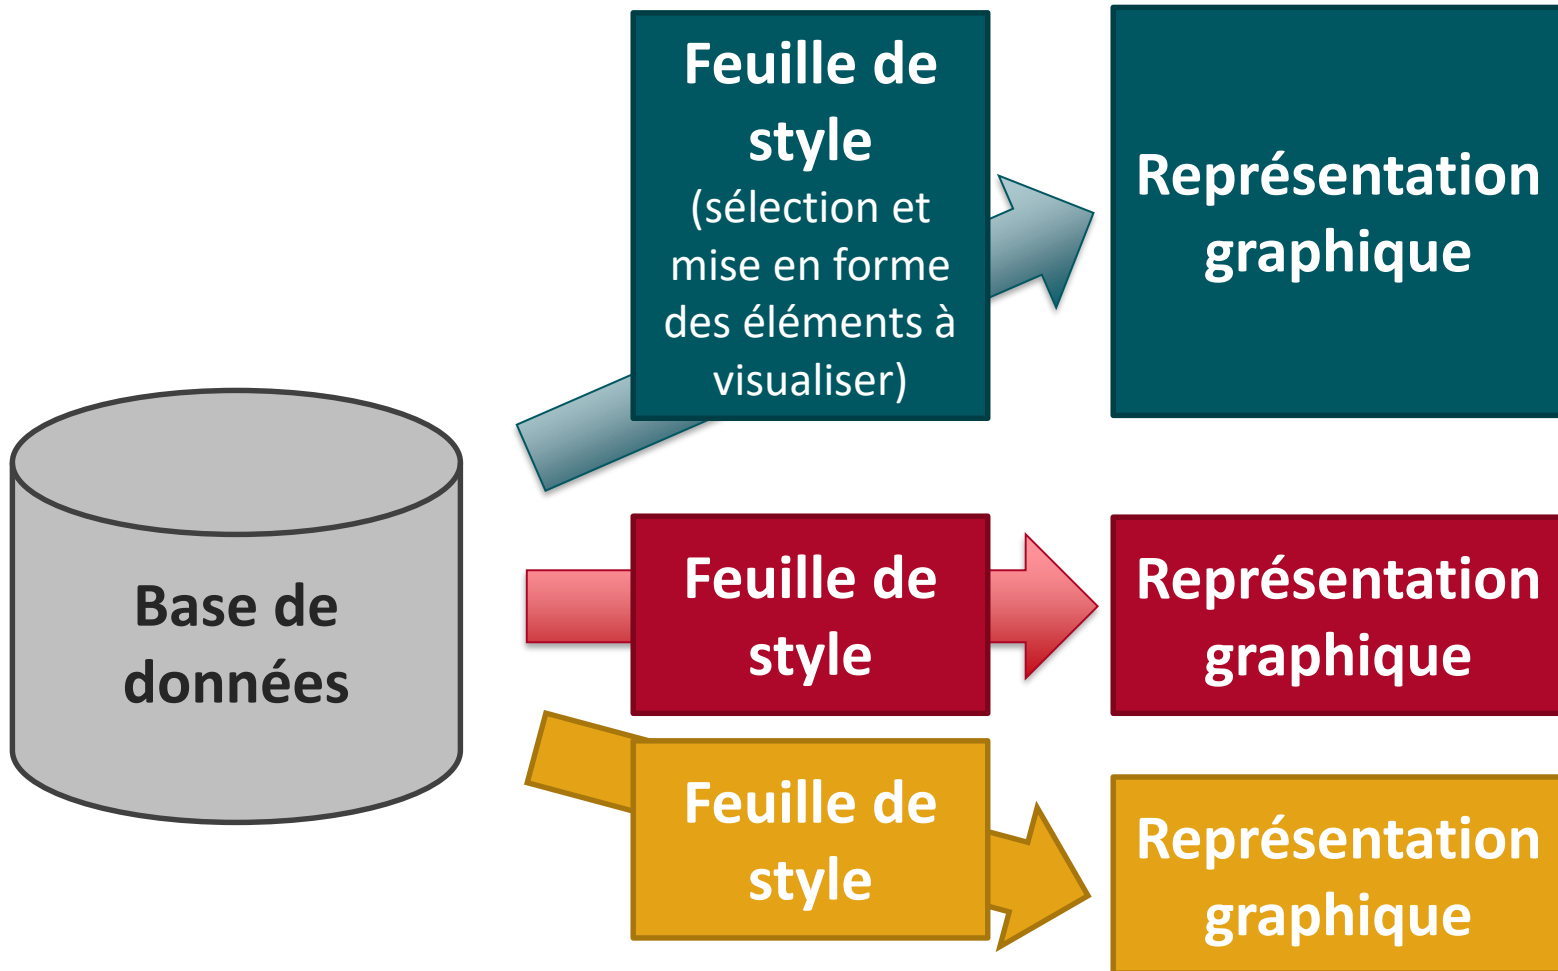 Feuille de
style
(sélection et
mise en forme
des éléments à
visualiser)
Représentation
graphique
Base de
données
Feuille de
style
Représentation
graphique
Feuille de
style
Représentation
graphique